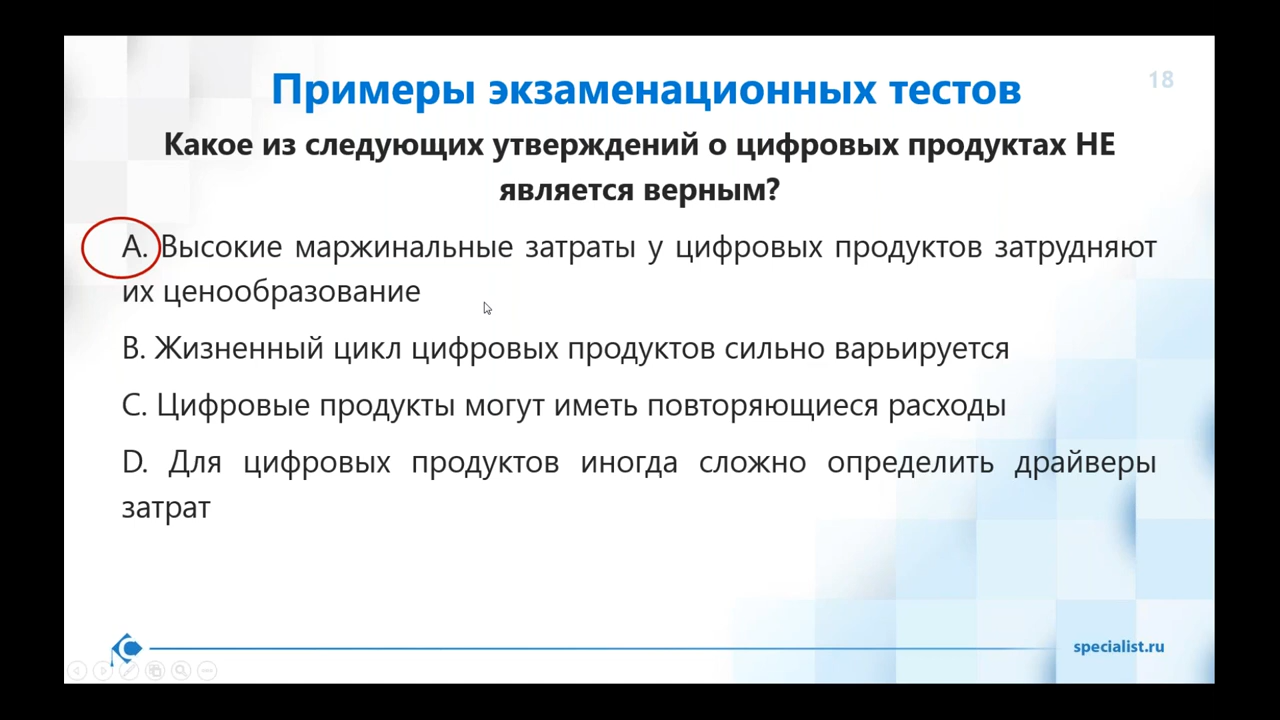 Примеры экзаменационных тестов
18
Какое из следующих утверждений о цифровых продуктах НЕ
является верным?
A. Высокие маржинальные затраты у цифровых продуктов затрудняют
их ценообразование
B. Жизненный цикл цифровых продуктов сильно варьируется
C. Цифровые продукты могут иметь повторяющиеся расходы
D. Для цифровых продуктов иногда сложно определить драйверы
затрат
specialist.ru